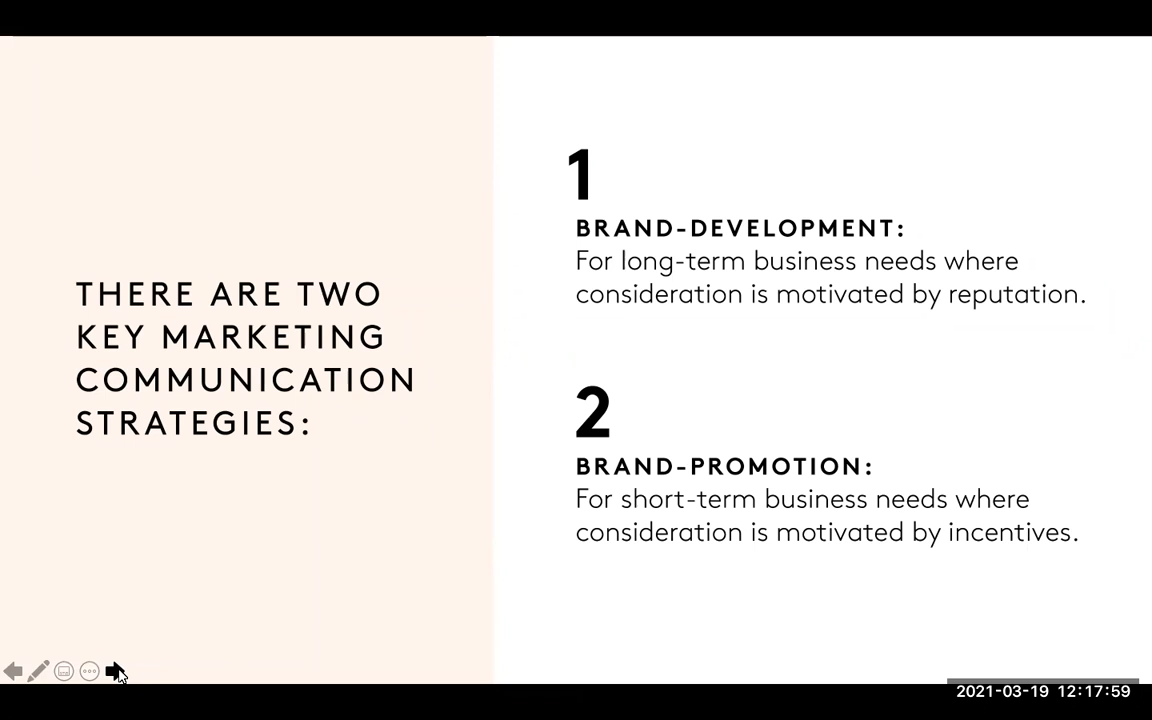 THERE ARE TWO
KEY MARKETING
COMMUNICATION
STRATEGIES:
1
BRAND-DEVELOPMENT:
For long-term business needs where
consideration is motivated by reputation.
2
BRAND-PROMOTION:
For short-term business needs where
consideration is motivated by incentives.
2021-03-19 12:17:59